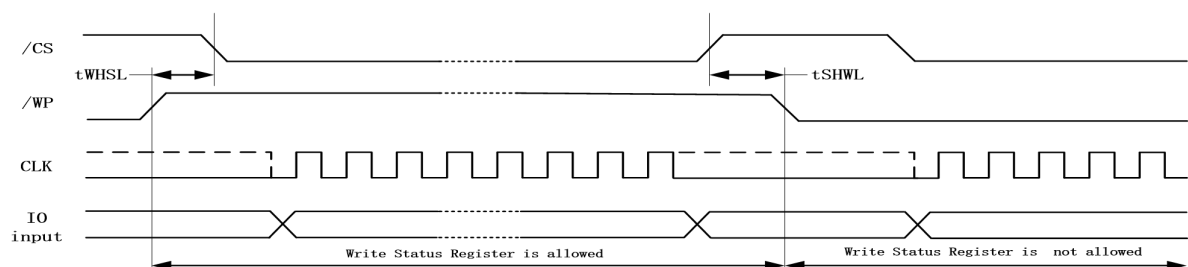 /CS
tWHSL
tSHWL
/WP
CLK
IO
input
Write Status Register is allowed
Write Status Register is not allowed